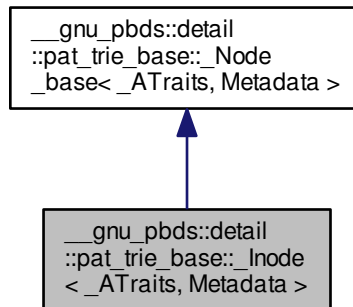 __gnu_pbds::detail
::pat_trie_base::_Node
_base< _ATraits, Metadata >
__gnu_pbds::detail
::pat_trie_base::_Inode
< _ATraits, Metadata >